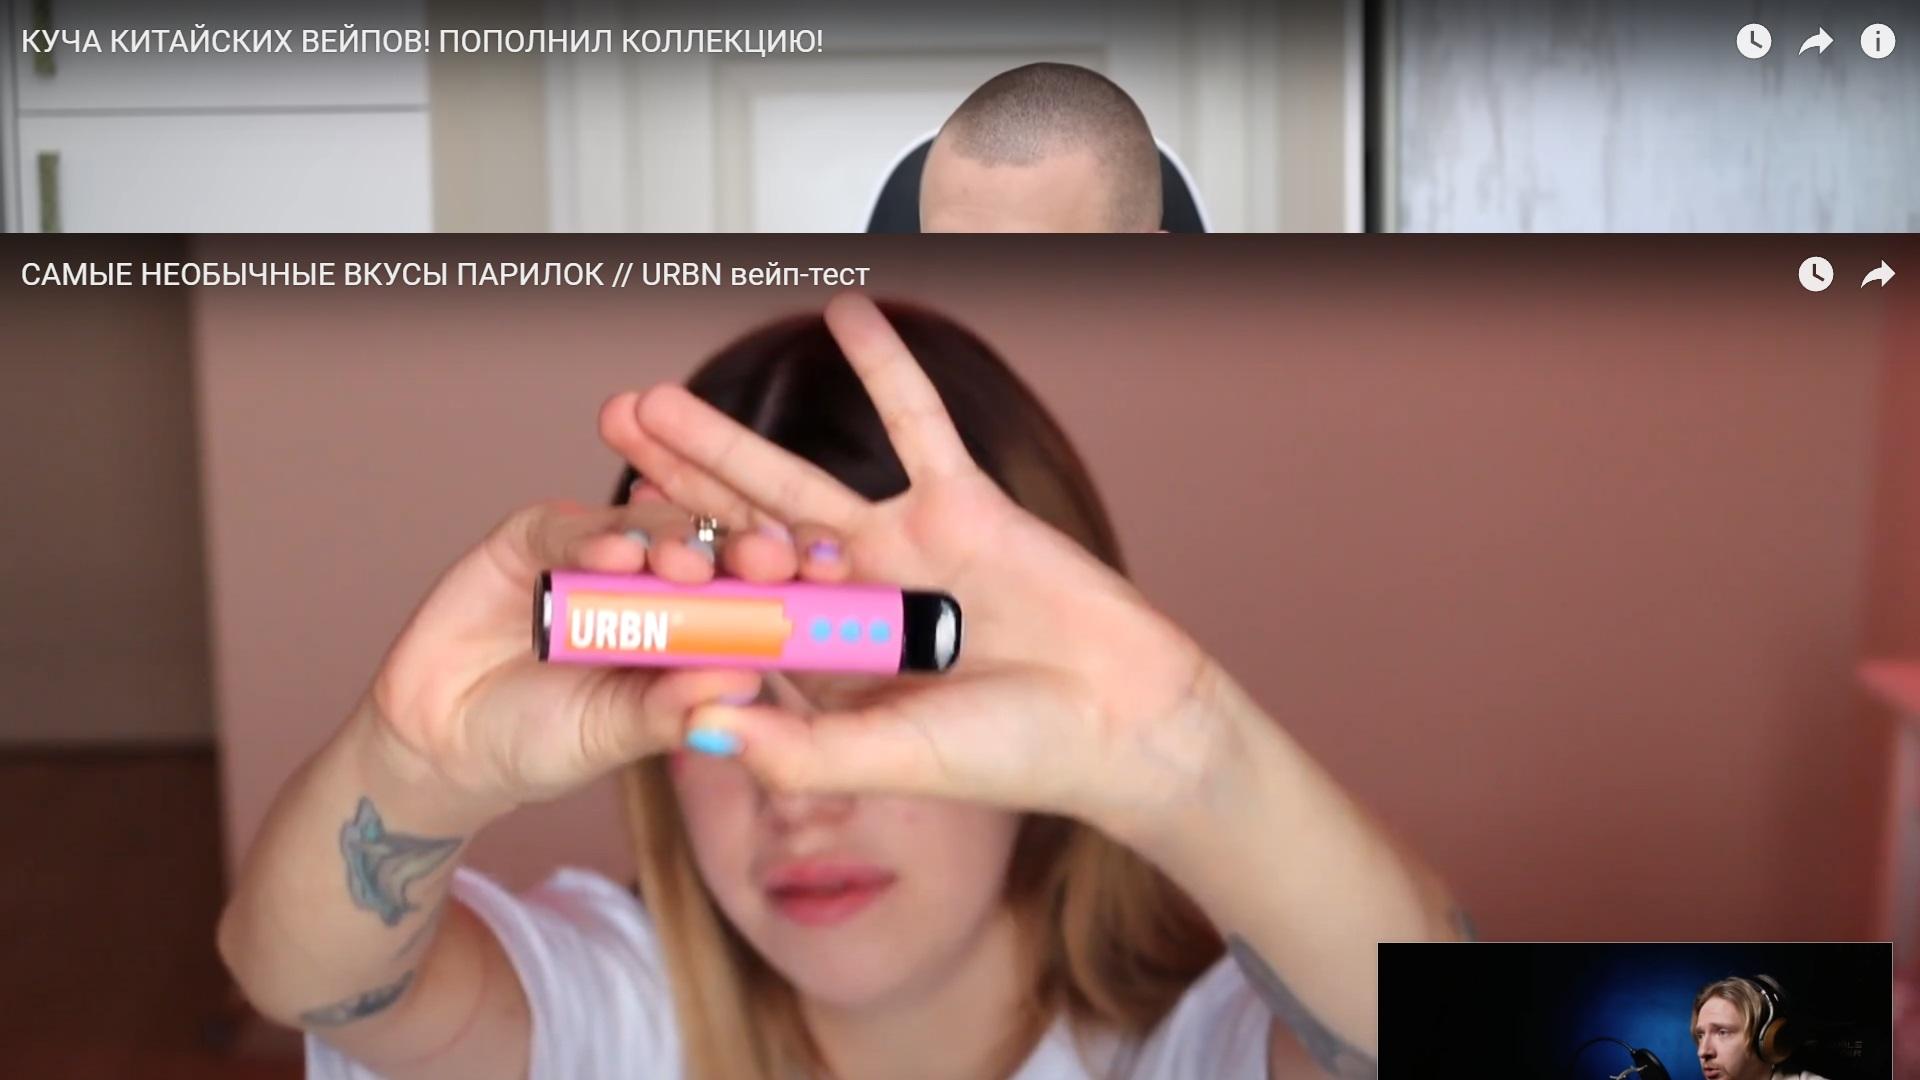 КУЧА КИТАЙСКИХ ВЕЙПОВ! ПОПОЛНИЛ КОЛЛЕКЦИЮ!
САМЫЕ НЕОБЫЧНЫЕ ВКУСЫ ПАРИЛОК // URBN вейп-тест
URBN